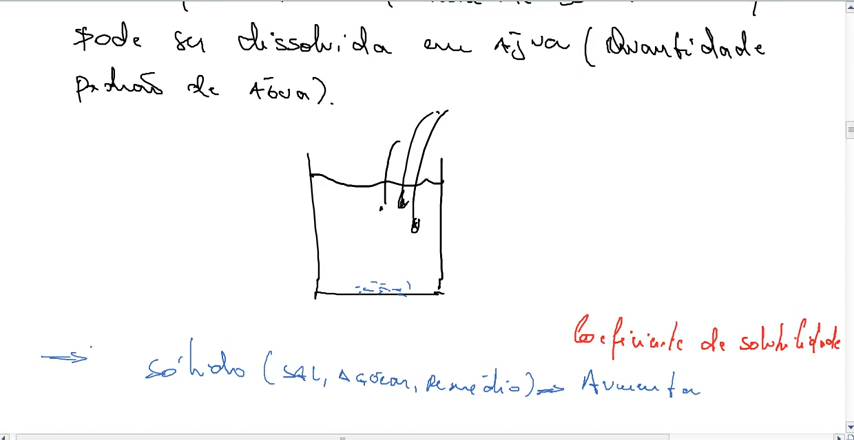 pode ser dissolvida em Água (Quantidade
padrão de Água).
Coeficiente de solubilidade
→ sólido (SAL, Açúcar, Remédio) → Aumenta